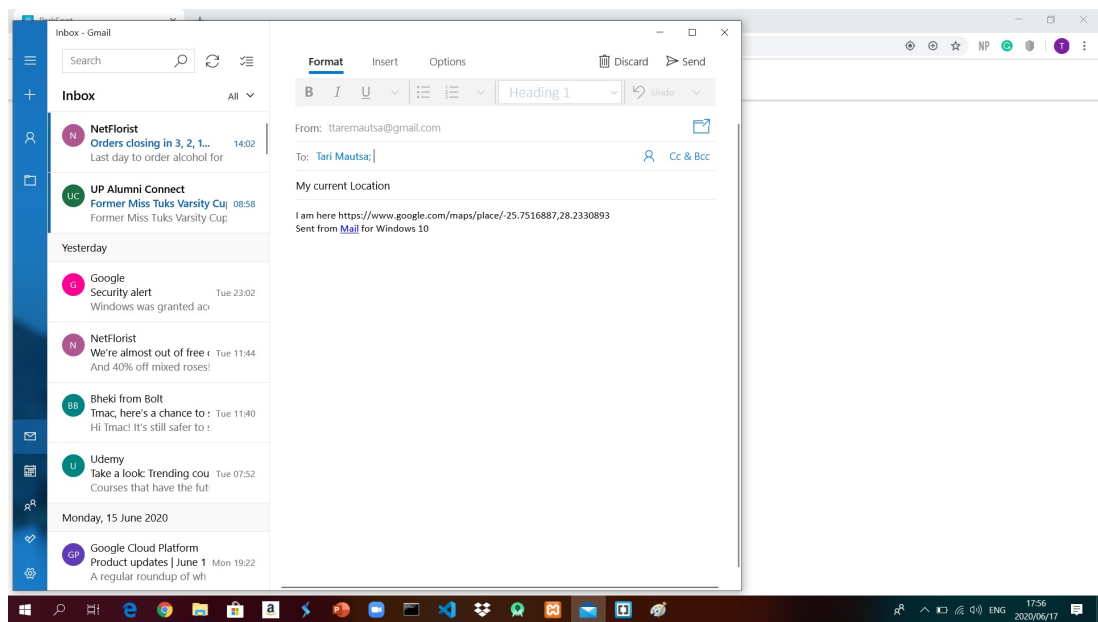 ParkSpot
Inbox - Gmail
Search
Inbox
All
N
NetFlorist
Orders closing in 3, 2, 1... 14:02
Last day to order alcohol for
UC
UP Alumni Connect
Former Miss Tuks Varsity Cu 08:58
Former Miss Tuks Varsity Cup
Yesterday
G
Google
Security alert Tue 23:02
Windows was granted acc
N
NetFlorist
We're almost out of free Tue 11:44
And 40% off mixed roses!
BB
Bheki from Bolt
Tmac, here's a chance to Tue 11:40
Hi Tmac! It's still safer to
U
Udemy
Take a look: Trending cou Tue 07:52
Courses that have the fut
Monday, 15 June 2020
GP
Google Cloud Platform
Product updates | June 1 Mon 19:22
A regular roundup of wh
Format Insert Options Discard Send
B I U Heading 1 Undo
From: ttaremautsa@gmail.com
To: Tari Mautsa; Cc & Bcc
My current Location
I am here https://www.google.com/maps/place/-25.7516887,28.2330893
Sent from Mail for Windows 10
NP T
ENG 17:56
2020/06/17